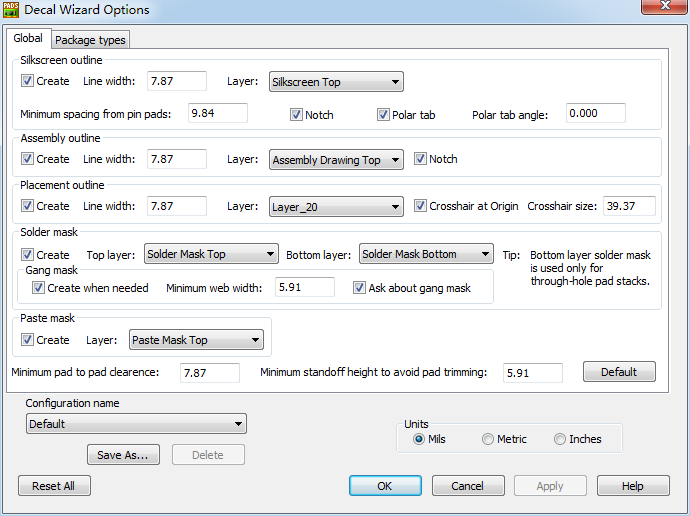 PADS
Decal Wizard Options
Global Package types
Silkscreen outline
Create Line width: 7.87 Layer: Silkscreen Top
Minimum spacing from pin pads: 9.84 Notch Polar tab Polar tab angle: 0.000
Assembly outline
Create Line width: 7.87 Layer: Assembly Drawing Top Notch
Placement outline
Create Line width: 7.87 Layer: Layer_20 Crosshair at Origin Crosshair size: 39.37
Solder mask
Create Top layer: Solder Mask Top Bottom layer: Solder Mask Bottom Tip: Bottom layer solder mask
is used only for
through-hole pad stacks.
Gang mask
Create when needed Minimum web width: 5.91 Ask about gang mask
Paste mask
Create Layer: Paste Mask Top
Minimum pad to pad clearence: 7.87 Minimum standoff height to avoid pad trimming: 5.91 Default
Configuration name
Default
Units
Mils Metric Inches
Save As... Delete
Reset All OK Cancel Apply Help